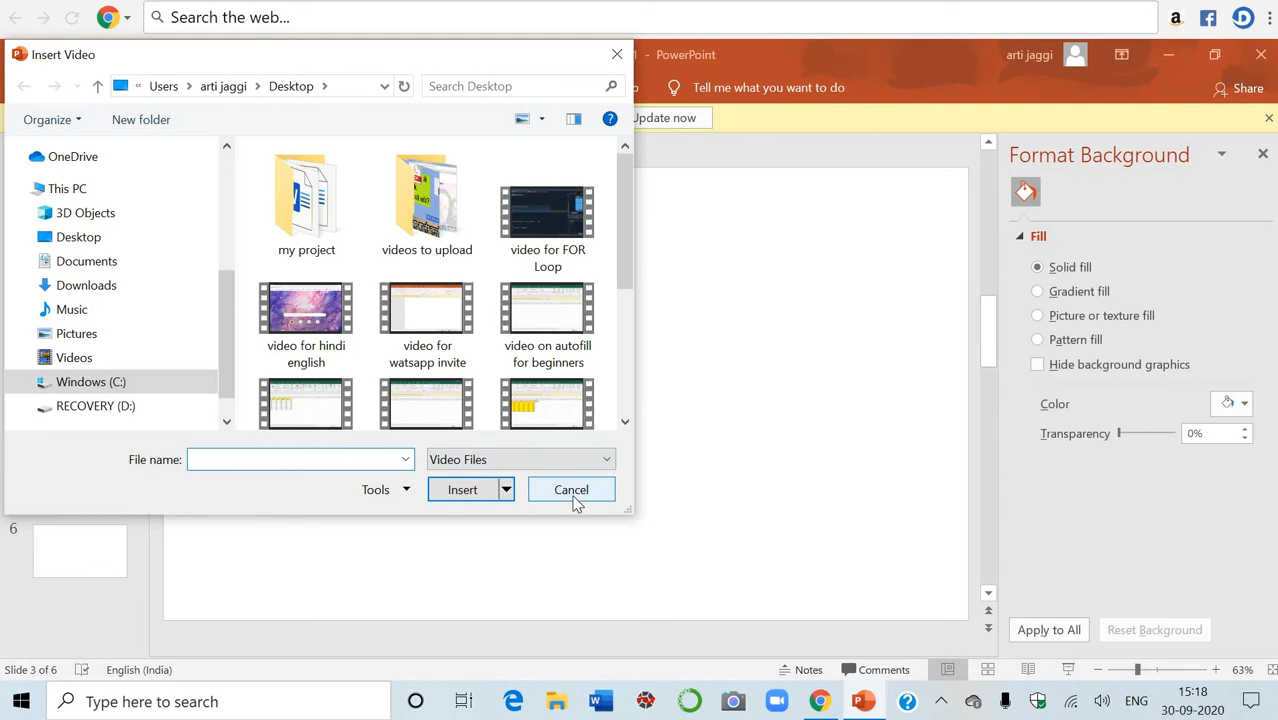 Search the web...
Insert Video
PowerPoint
arti jaggi
Users
arti jaggi
Desktop
Search Desktop
Tell me what you want to do
Share
Organize
New folder
Update now
OneDrive
This PC
3D Objects
Desktop
Documents
Downloads
Music
Pictures
Videos
Windows (C:)
RECOVERY (D:)
my project
videos to upload
video for FOR
Loop
video for hindi
english
video for
watsapp invite
video on autofill
for beginners
File name:
Video Files
Tools
Insert
Cancel
Format Background
Fill
Solid fill
Gradient fill
Picture or texture fill
Pattern fill
Hide background graphics
Color
Transparency
0%
Apply to All
Reset Background
6
Slide 3 of 6
English (India)
Notes
Comments
63%
Type here to search
ENG
15:18
30-09-2020